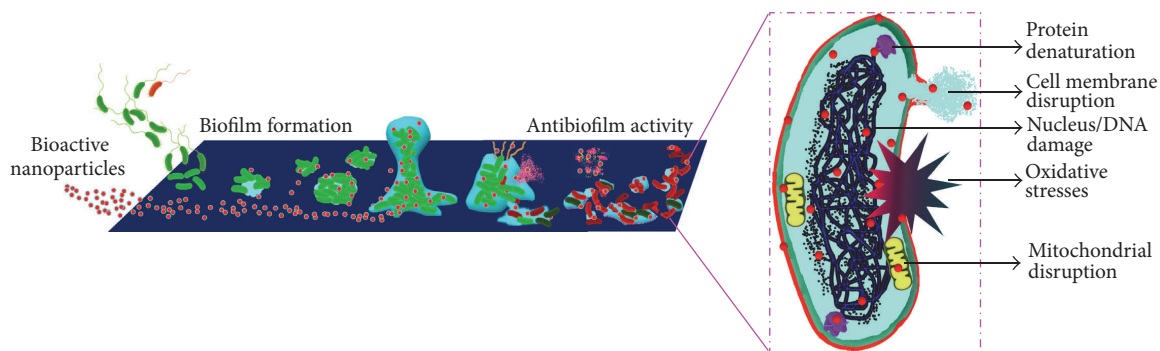 Bioactive
nanoparticles
Biofilm formation
Antibiofilm activity
Protein
denaturation
Cell membrane
disruption
Nucleus/DNA
damage
Oxidative
stresses
Mitochondrial
disruption